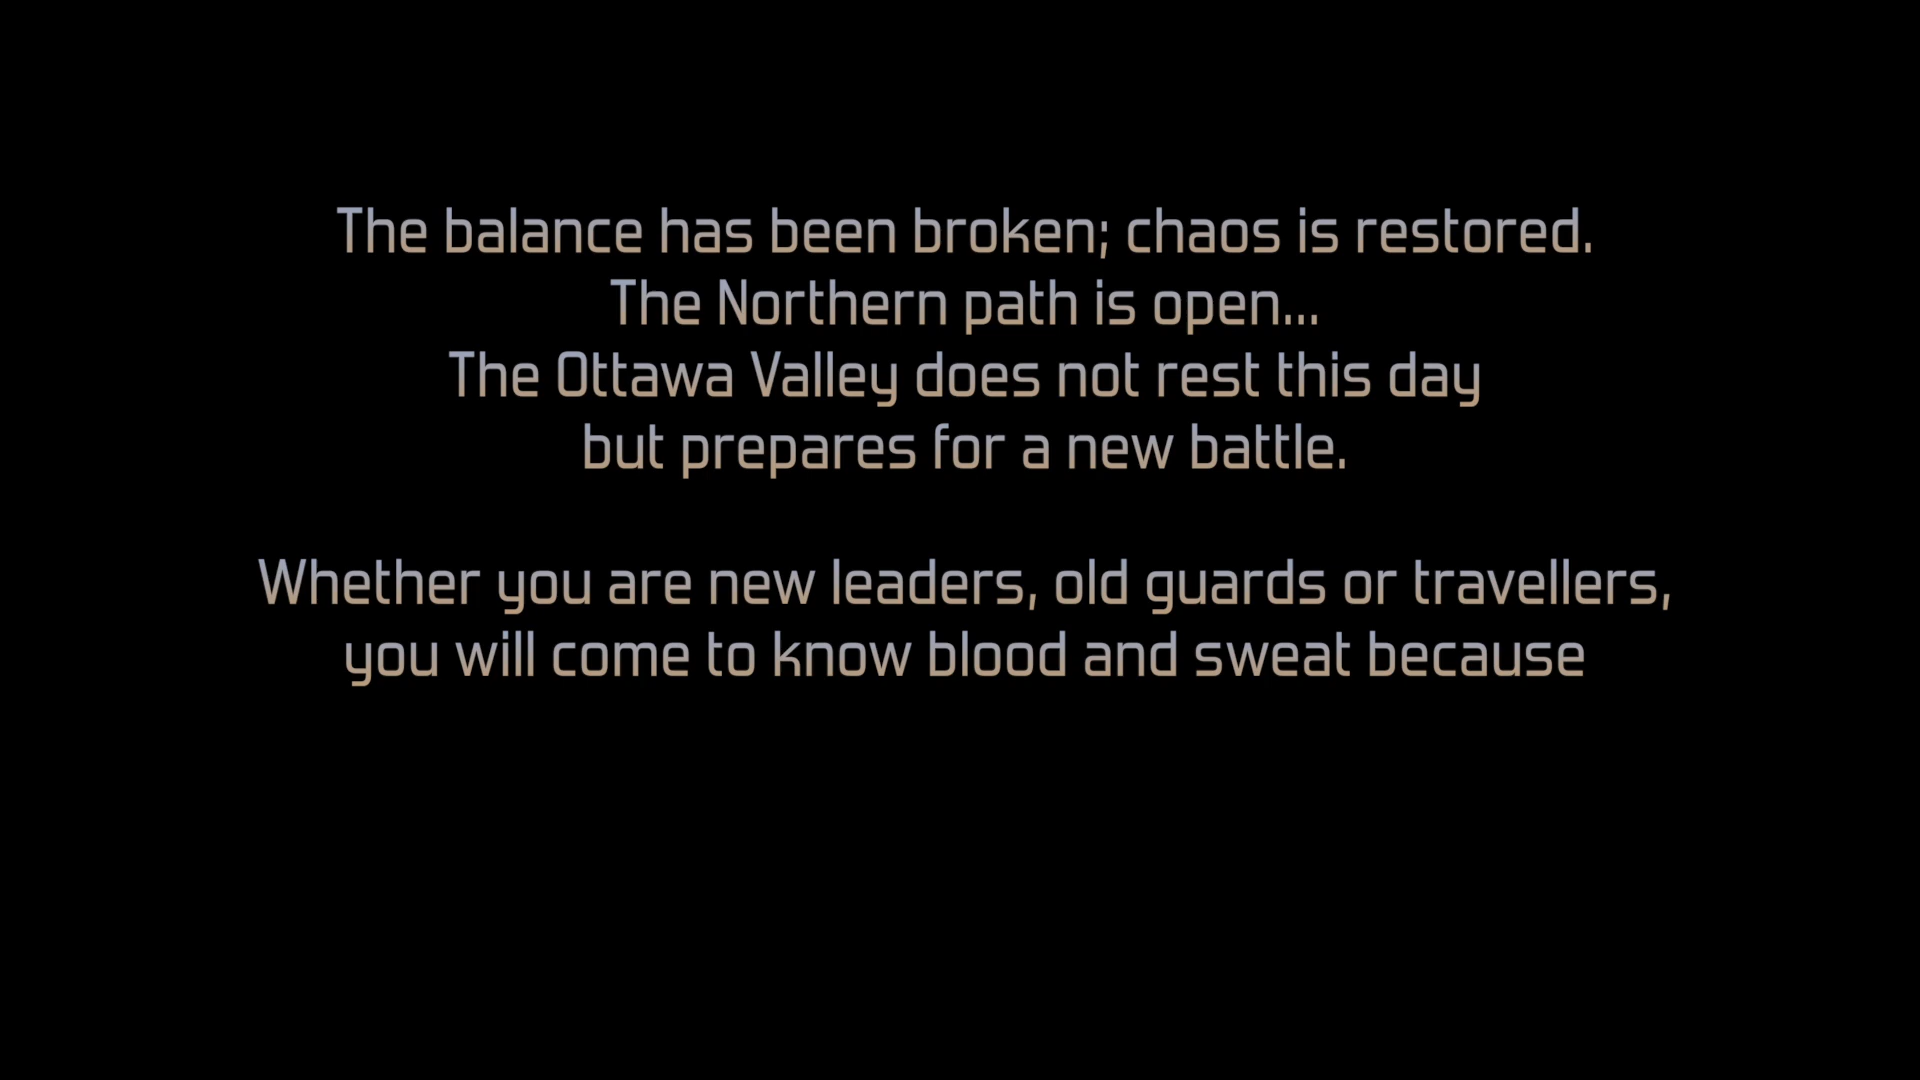 The balance has been broken; chaos is restored.
The Northern path is open...
The Ottawa Valley does not rest this day
but prepares for a new battle.
Whether you are new leaders, old guards or travellers,
you will come to know blood and sweat because